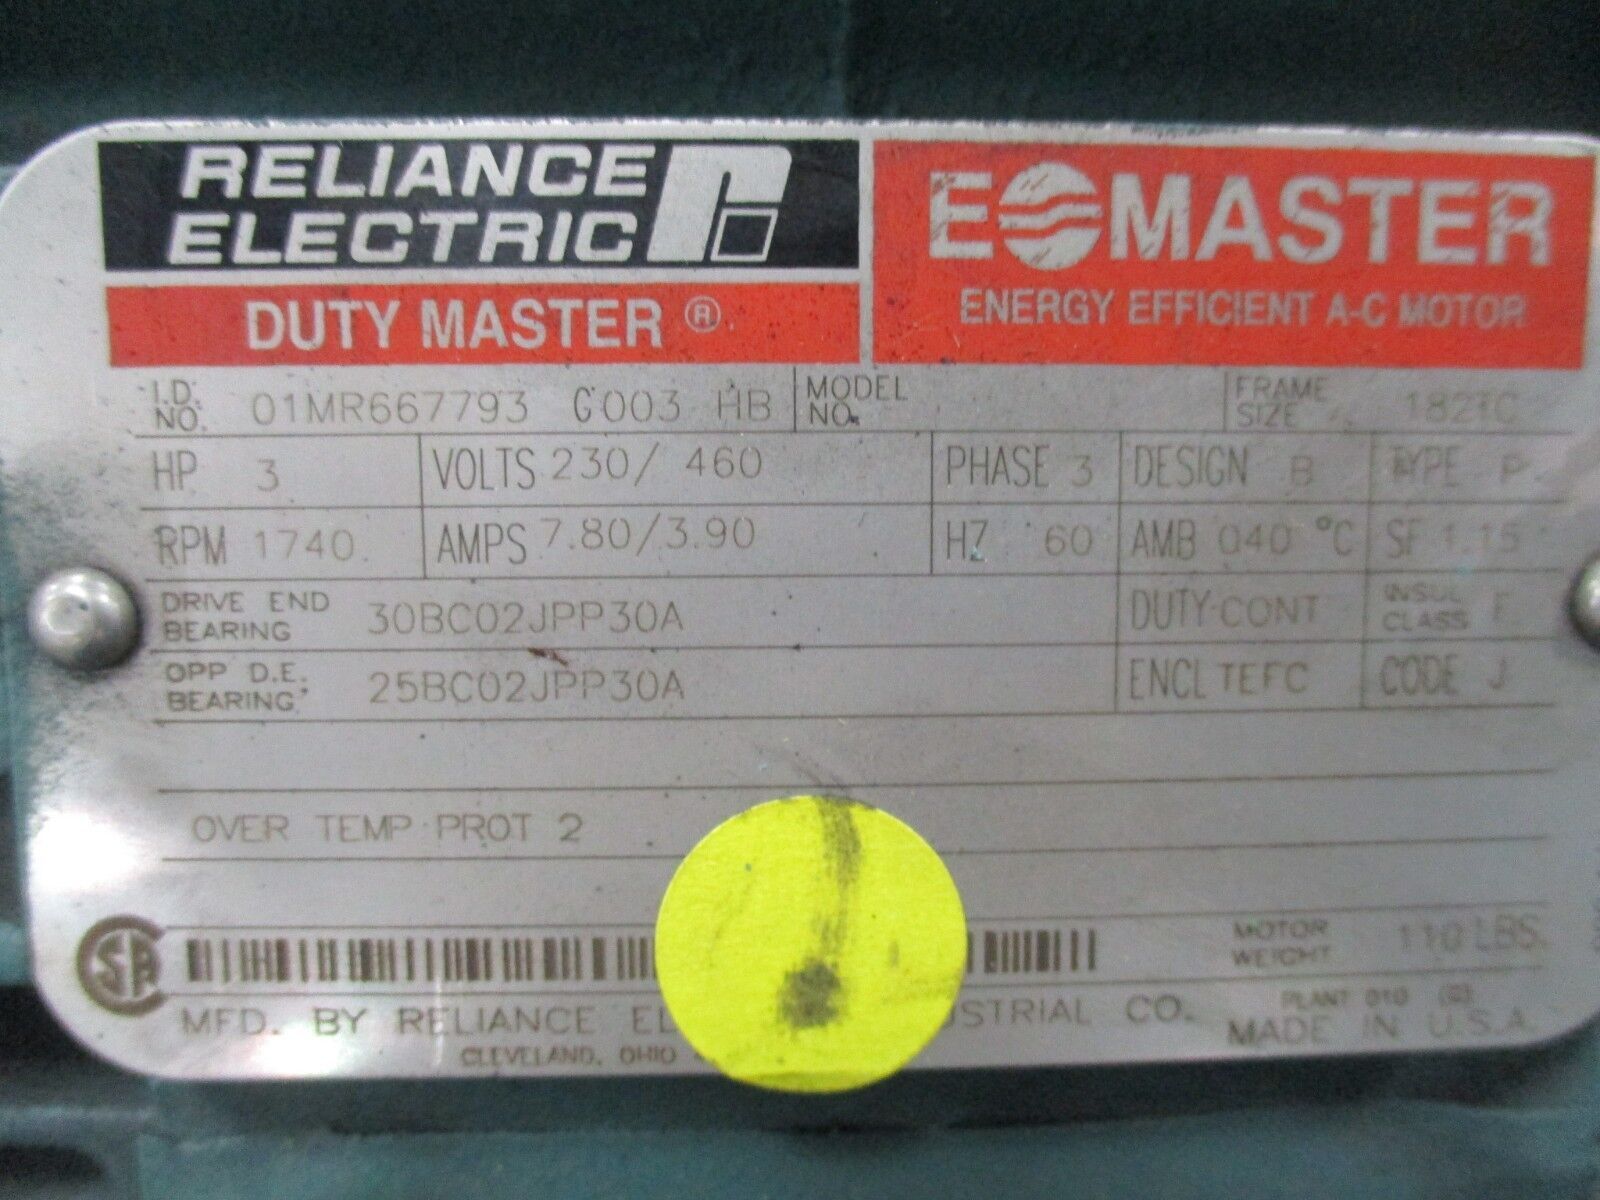 RELIANCE
ELECTRIC
DUTY MASTER ®
E MASTER
ENERGY EFFICIENT A-C MOTOR
I.D. NO. 01MR667793 G003 HB MODEL NO. FRAME SIZE 182TC
HP 3 VOLTS 230/ 460 PHASE 3 DESIGN B TYPE P
RPM 1740. AMPS 7.80/3.90 HZ 60 AMB 040 °C SF 1.15
DRIVE END BEARING 30BC02JPP30A DUTY-CONT INSUL CLASS
OPP D.E. BEARING 25BC02JPP30A ENCL TEFC CODE J
OVER TEMP PROT 2
MOTOR WEIGHT 110 LBS.
MFD. BY RELIANCE CO.
PLANT 010
CLEVELAND, OHIO
MADE IN U.S.A.